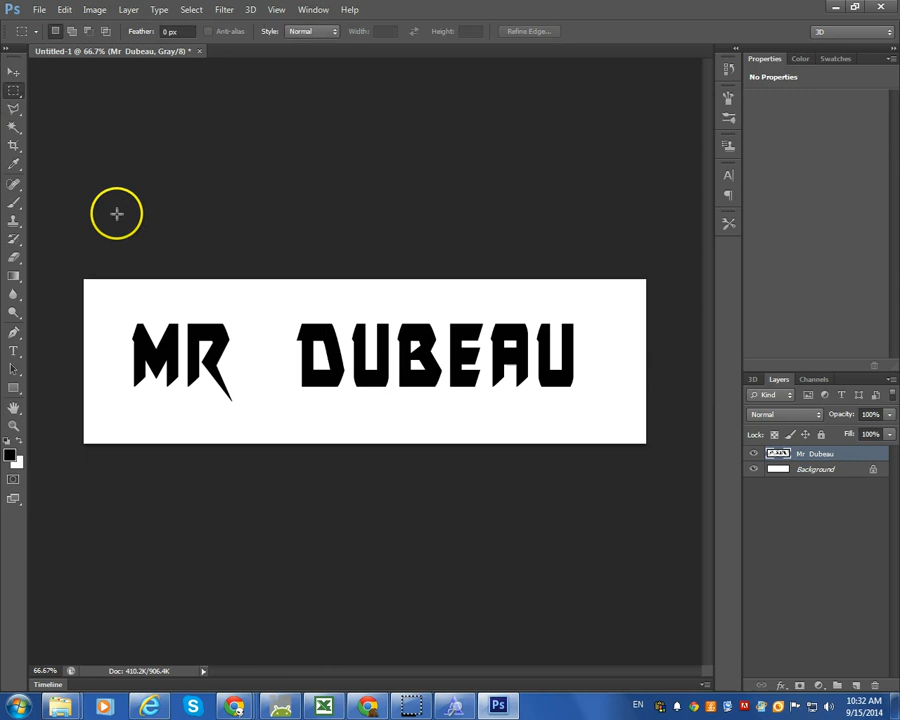 Ps File Edit Image Layer Type Select Filter 3D View Window Help
Feather: 0 px Anti-alias Style: Normal Width: Height: Refine Edge... 3D
Untitled-1 @ 66.7% (Mr Dubeau, Gray/8) * ×
Properties Color Swatches
No Properties
MR DUBEAU
3D Layers Channels
Kind
Normal Opacity: 100%
Lock: Fill: 100%
Mr Dubeau
Background
66.67% Doc: 410.2K/906.4K
Timeline
EN 10:32 AM
9/15/2014